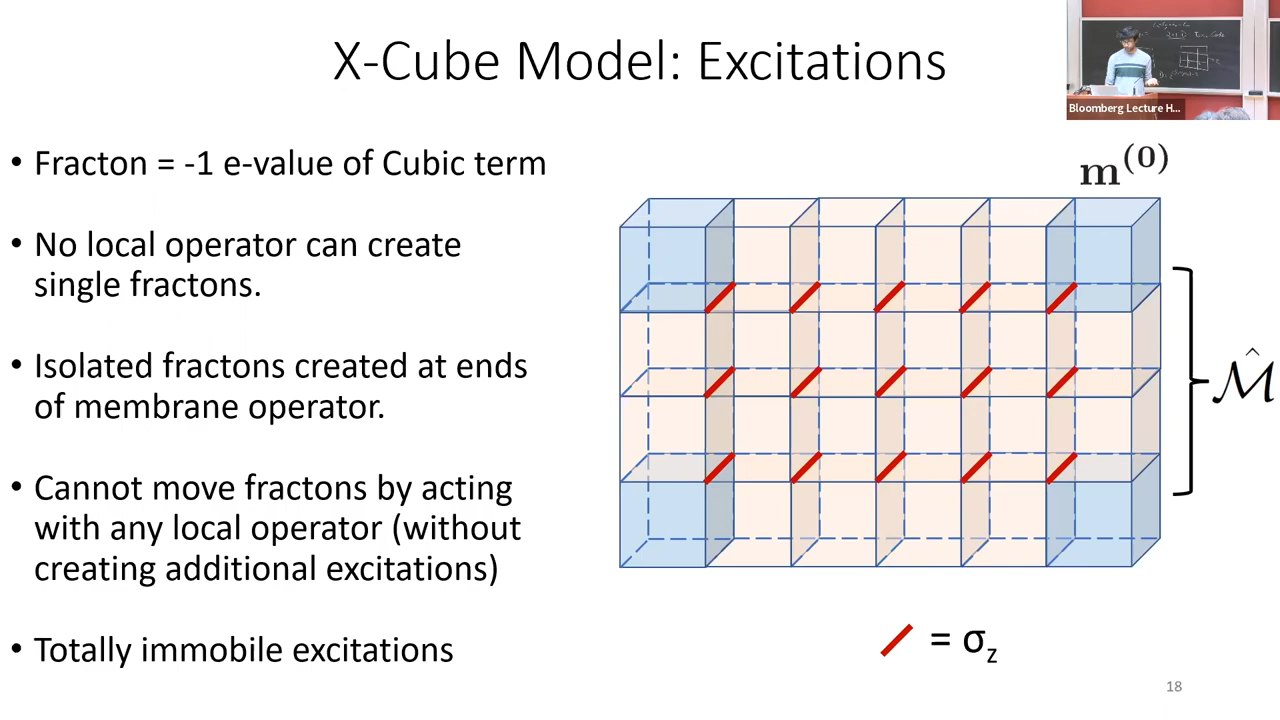 X-Cube Model: Excitations
Bloomberg Lecture H...
• Fracton = -1 e-value of Cubic term
• No local operator can create
single fractons.
• Isolated fractons created at ends
of membrane operator.
• Cannot move fractons by acting
with any local operator (without
creating additional excitations)
• Totally immobile excitations
m^(0)
ℳ̂
= σ_z
18